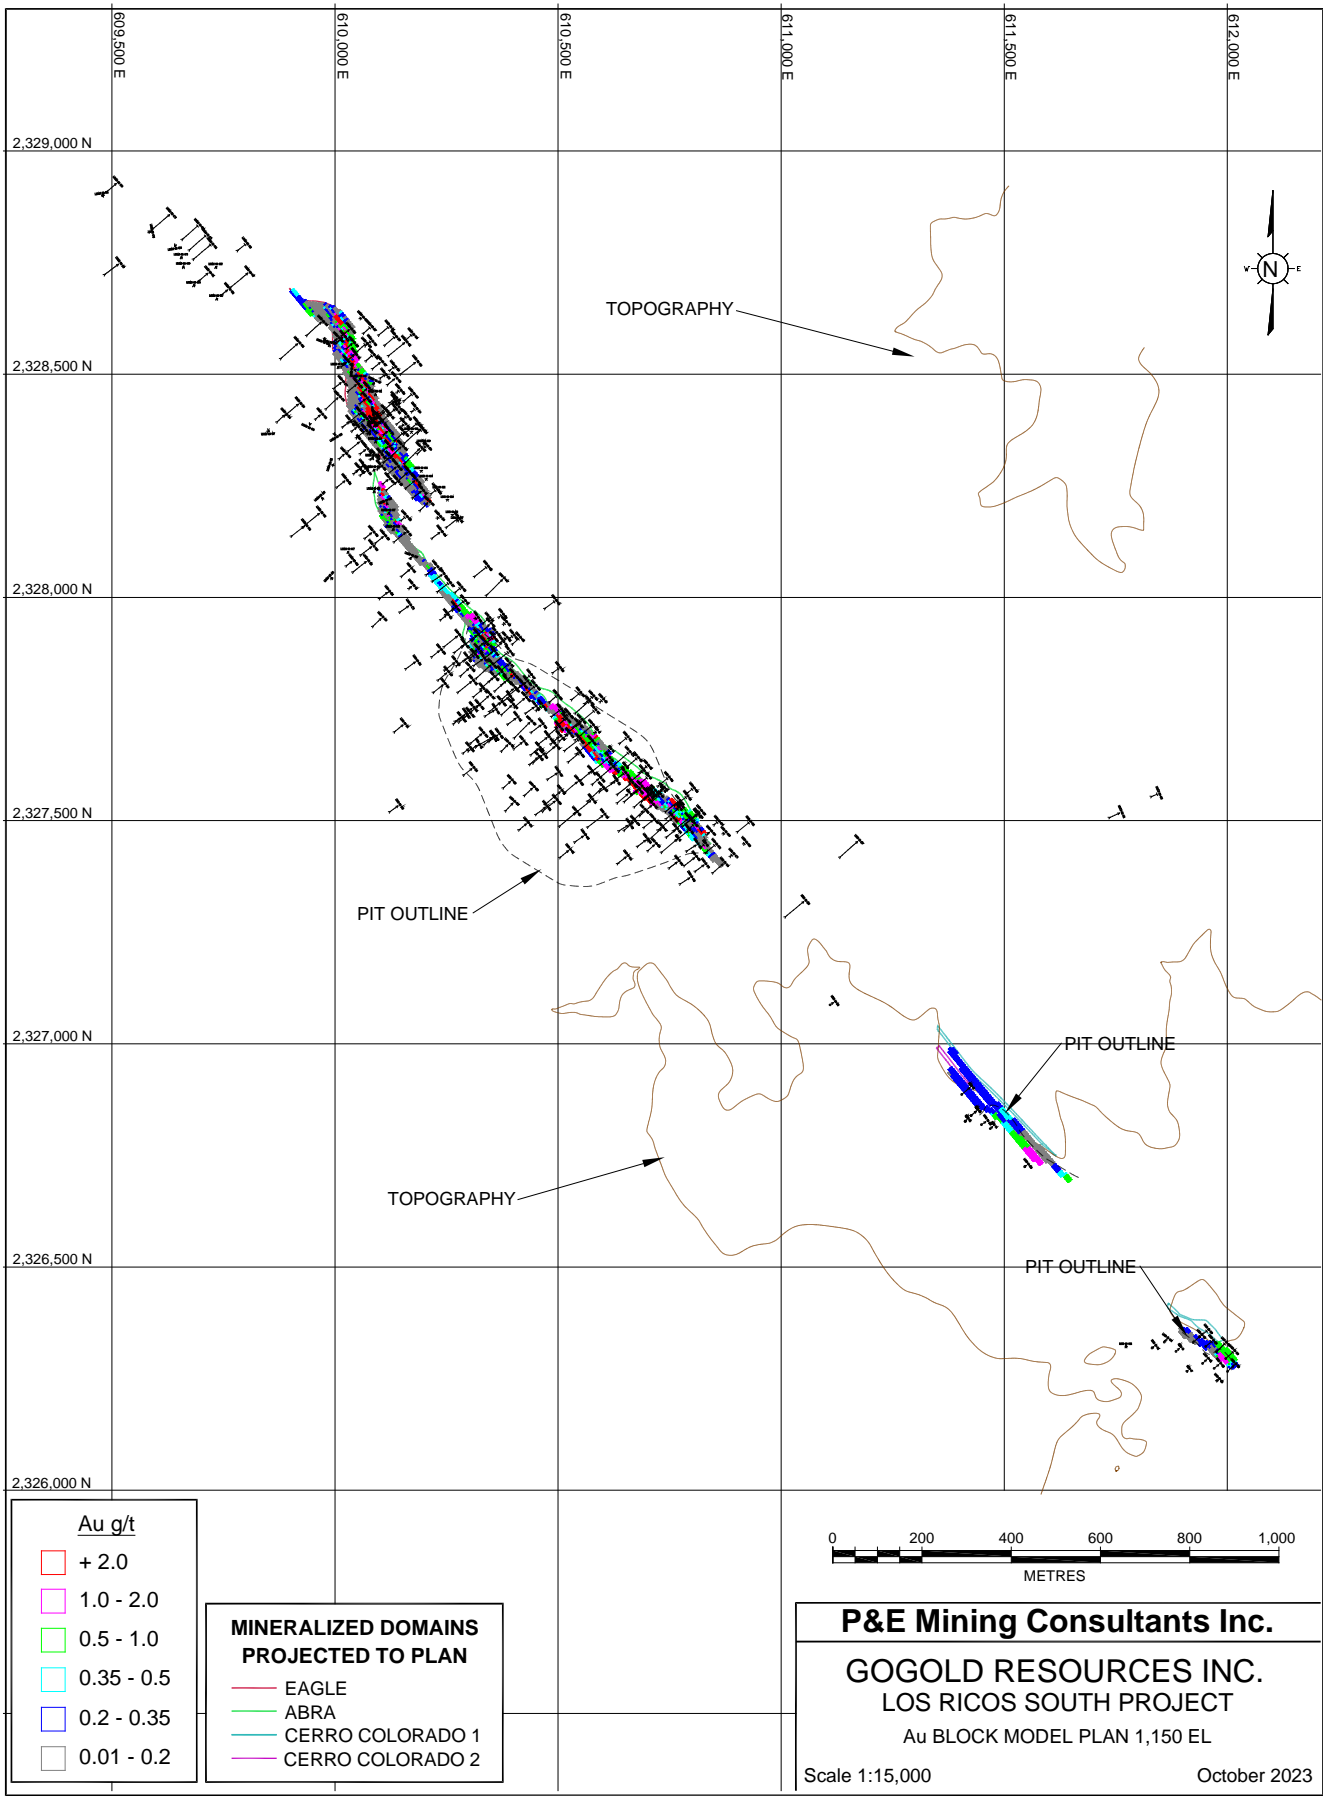 609,500 E
610,000 E
610,500 E
611,000 E
611,500 E
612,000 E
2,329,000 N
W N E
TOPOGRAPHY
2,328,500 N
2,328,000 N
2,327,500 N
PIT OUTLINE
2,327,000 N
PIT OUTLINE
TOPOGRAPHY
2,326,500 N
PIT OUTLINE
2,326,000 N
Au g/t
+ 2.0
1.0 - 2.0
0.5 - 1.0
0.35 - 0.5
0.2 - 0.35
0.01 - 0.2
MINERALIZED DOMAINS
PROJECTED TO PLAN
EAGLE
ABRA
CERRO COLORADO 1
CERRO COLORADO 2
0 200 400 600 800 1,000
METRES
P&E Mining Consultants Inc.
GOGOLD RESOURCES INC.
LOS RICOS SOUTH PROJECT
Au BLOCK MODEL PLAN 1,150 EL
Scale 1:15,000 October 2023